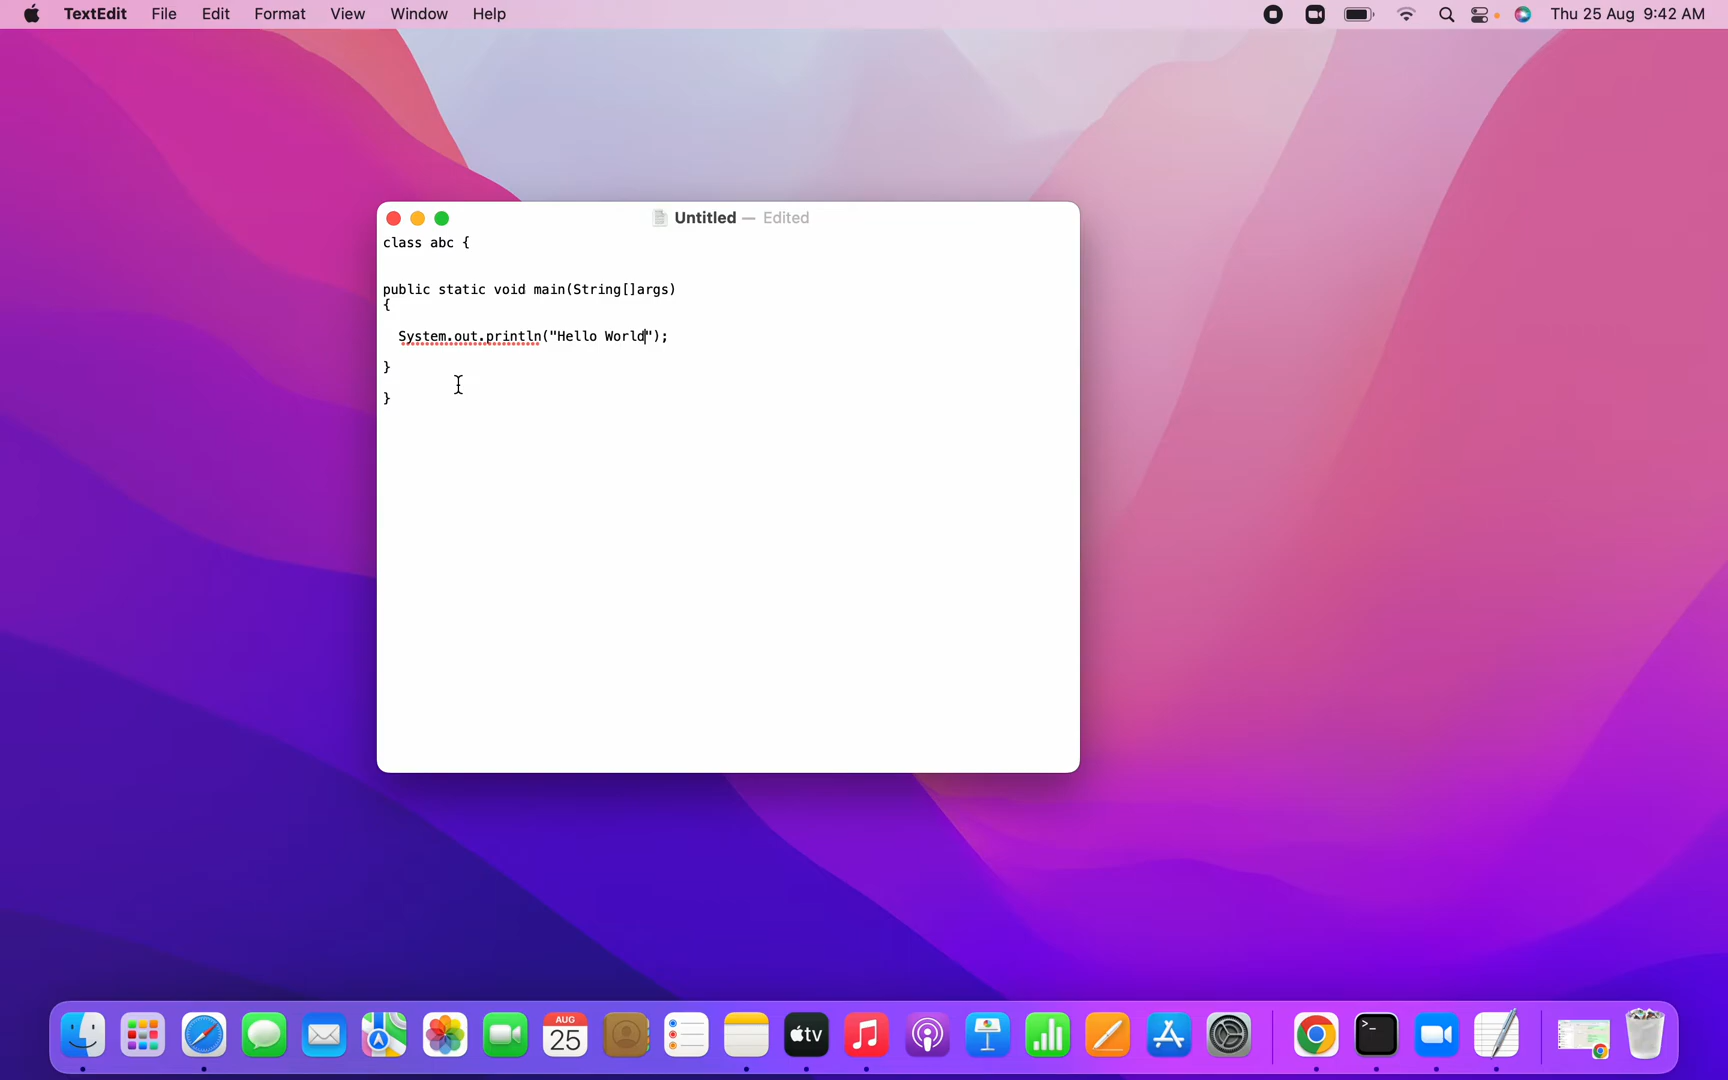 TextEdit File Edit Format View Window Help Thu 25 Aug 9:42 AM
Untitled — Edited
class abc {
public static void main(String[]args)
{
System.out.println("Hello World");
}
}
AUG
25
tv
>_